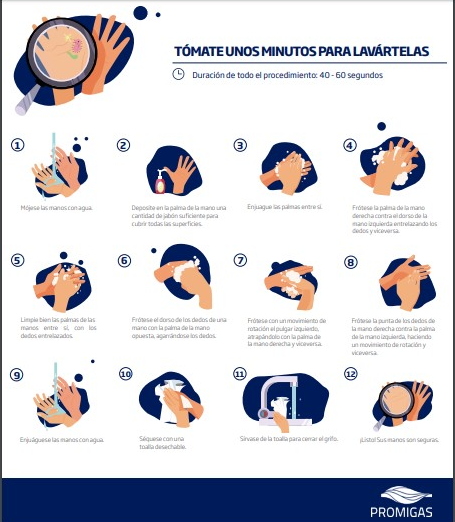 TÓMATE UNOS MINUTOS PARA LAVÁRTELAS
Duración de todo el procedimiento: 40 - 60 segundos
1
Mójese las manos con agua.
2
Deposite en la palma de la mano una
cantidad de jabón suficiente para
cubrir todas las superficies.
3
Enjuague las palmas entre sí.
4
Frótese la palma de la mano
derecha contra el dorso de la
mano izquierda entrelazando los
dedos y viceversa.
5
Limpie bien las palmas de las
manos entre sí, con los
dedos entrelazados.
6
Frótese el dorso de los dedos de una
mano con la palma de la mano
opuesta, agarrándose los dedos.
7
Frótese con un movimiento de
rotación el pulgar izquierdo,
atrapándolo con la palma de
la mano derecha y viceversa.
8
Frótese la punta de los dedos de
la mano derecha contra la palma
de la mano izquierda, haciendo
un movimiento de rotación y
viceversa.
9
Enjuáguese las manos con agua.
10
Séquese con una
toalla desechable.
11
Sírvase de la toalla para cerrar el grifo.
12
¡Listo! Sus manos son seguras.
PROMIGAS